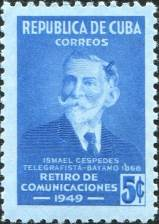 REPUBLICA DE CUBA
CORREOS
ISMAEL CESPEDES
TELEGRAFISTA-BAYAMO 1868
RETIRO DE
COMUNICACIONES
1949
5¢